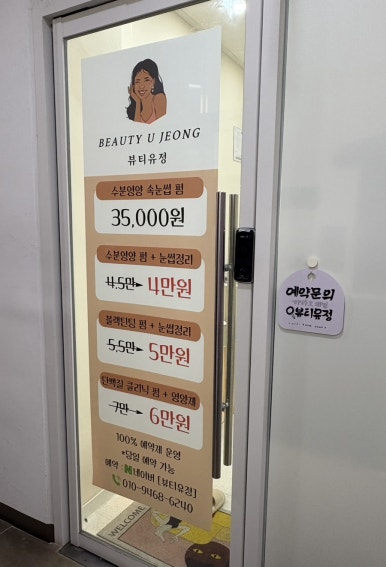 BEAUTY U JEONG
뷰티유정
수분영양 속눈썹 펌
35,000원
수분영양 펌 + 눈썹정리
4.5만 4만원
블랙틴팅 펌 + 눈썹정리
5.5만 5만원
단백질 클리닉 펌 + 영양제
7만 6만원
100% 예약제 운영
*당일 예약 가능
예약 : N네이버 [뷰티유정]
010-9468-6240
예약문의
뷰티유정
WELCOME